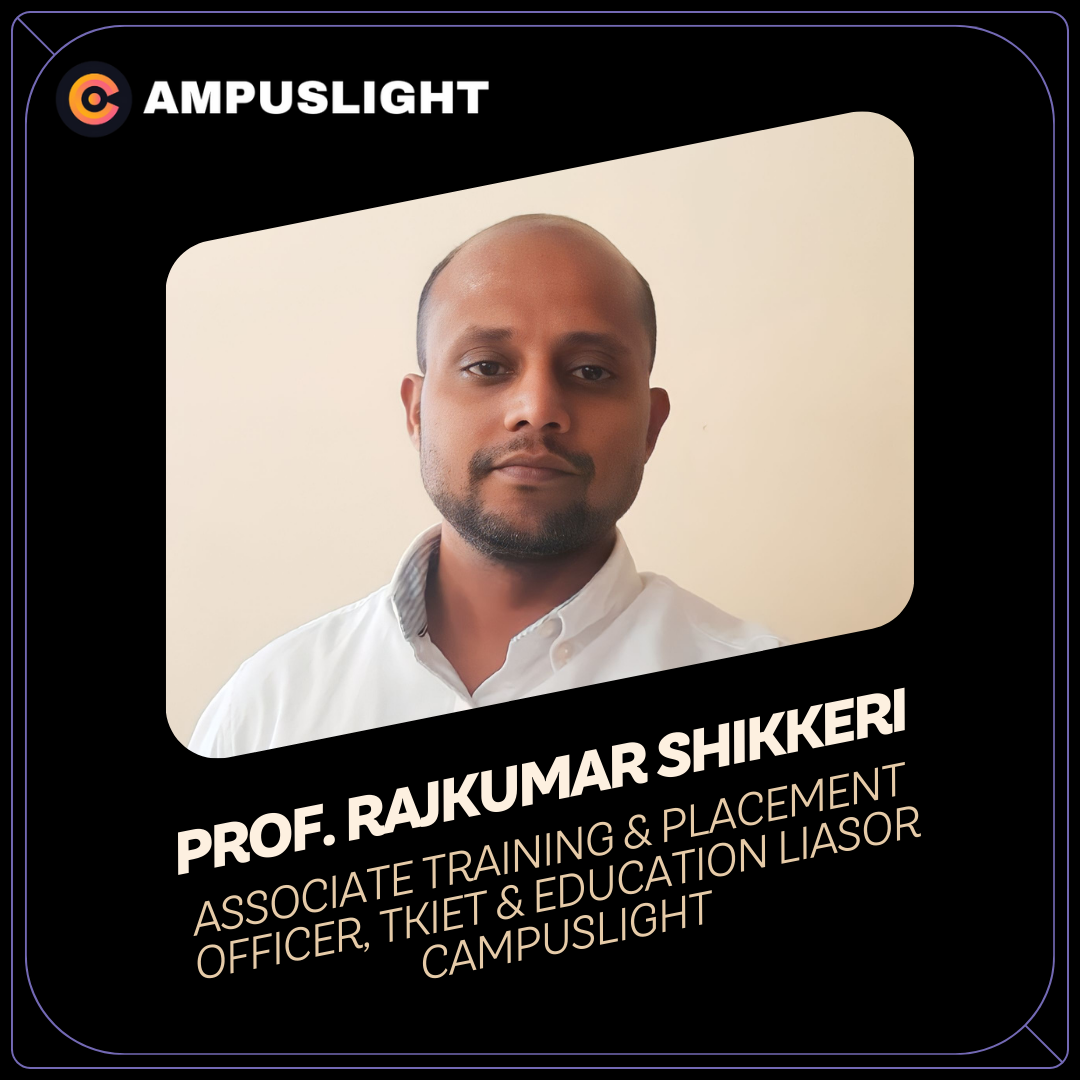 AMPUSLIGHT
PROF. RAJKUMAR SHIKKERI
ASSOCIATE TRAINING & PLACEMENT
OFFICER, TKIET & EDUCATION LIASOR
CAMPUSLIGHT